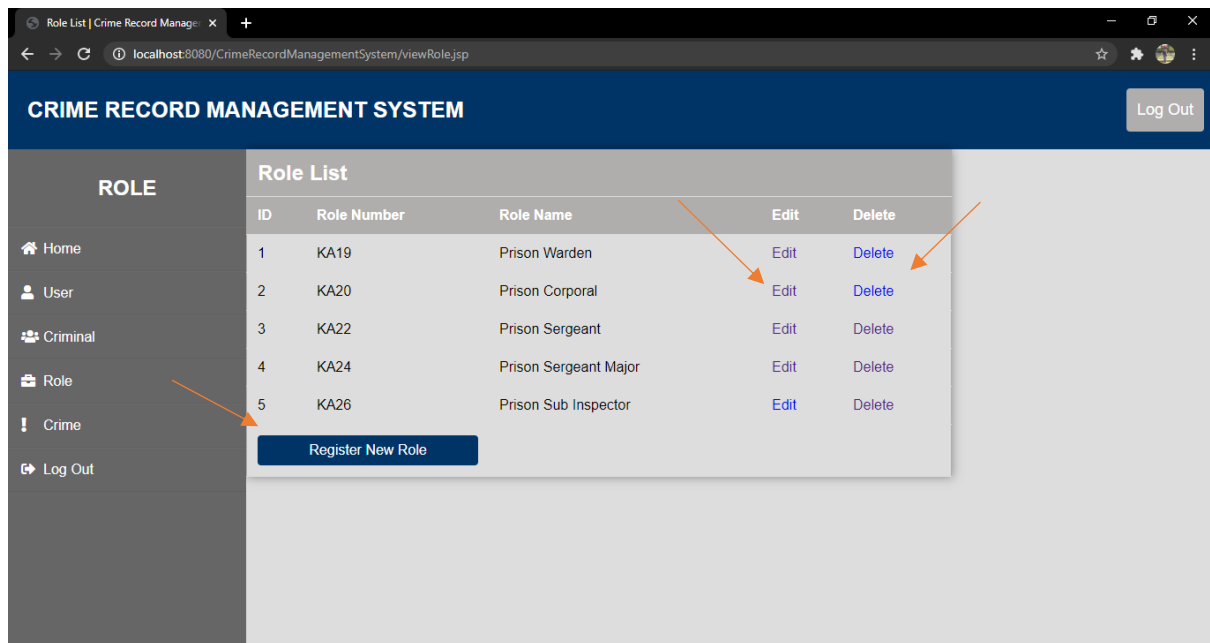 Role List | Crime Record Manage
localhost:8080/CrimeRecordManagementSystem/viewRole.jsp
CRIME RECORD MANAGEMENT SYSTEM
Log Out
ROLE
Home
User
Criminal
Role
Crime
Log Out
Role List
ID Role Number Role Name Edit Delete
1 KA19 Prison Warden Edit Delete
2 KA20 Prison Corporal Edit Delete
3 KA22 Prison Sergeant Edit Delete
4 KA24 Prison Sergeant Major Edit Delete
5 KA26 Prison Sub Inspector Edit Delete
Register New Role